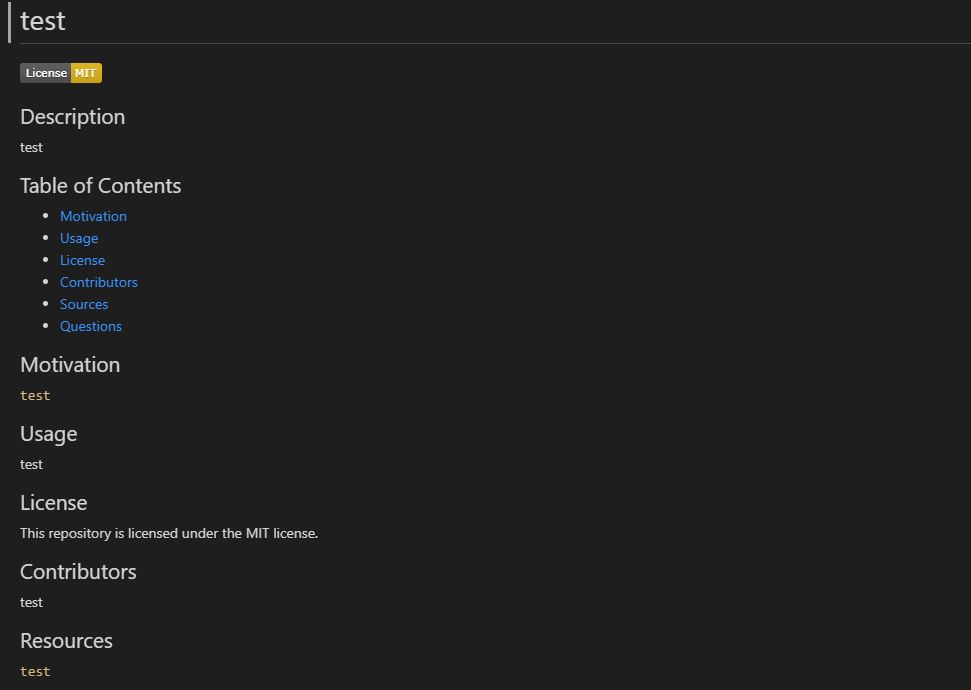 test
License MIT
Description
test
Table of Contents
Motivation
Usage
License
Contributors
Sources
Questions
Motivation
test
Usage
test
License
This repository is licensed under the MIT license.
Contributors
test
Resources
test